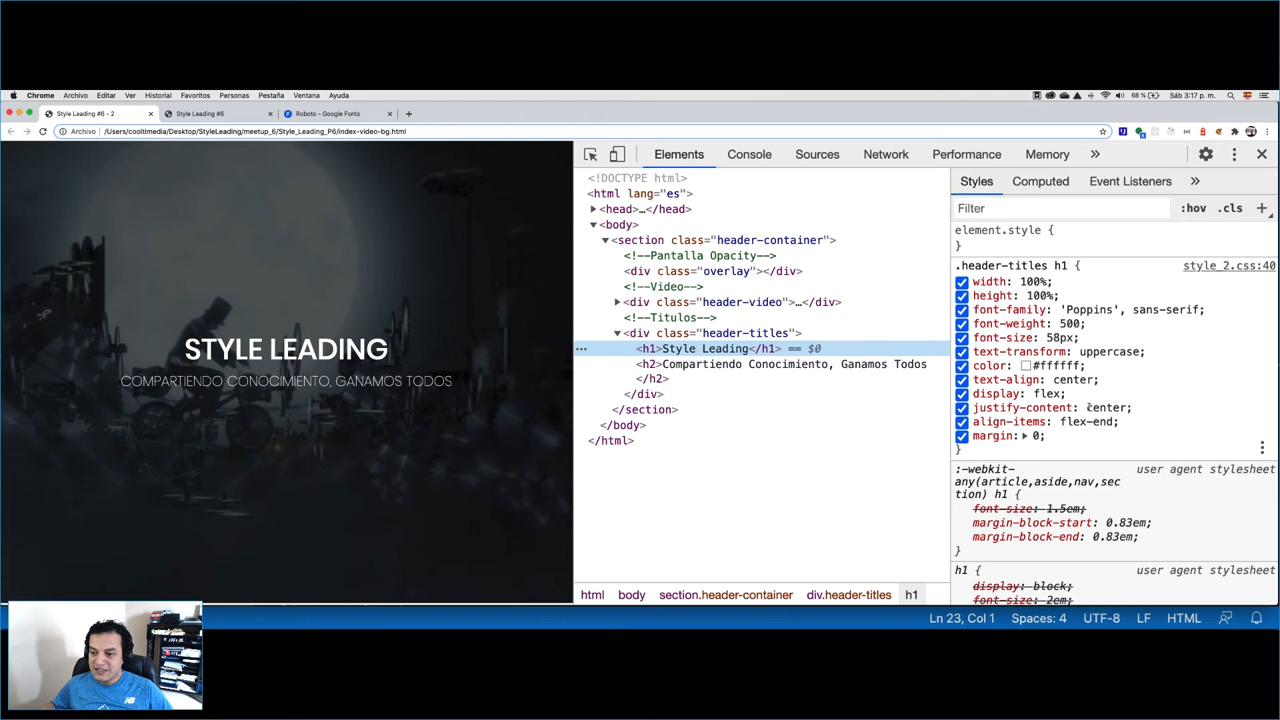 Chrome Archivo Editar Ver Historial Favoritos Personas Pestaña Ventana Ayuda 68 % Sáb 3:17 p. m.
Style Leading #6 - 2 Style Leading #6 Roboto - Google Fonts
Archivo /Users/cooltimedia/Desktop/StyleLeading/meetup_6/Style_Leading_P6/index-video-bg.html
STYLE LEADING
COMPARTIENDO CONOCIMIENTO, GANAMOS TODOS
Elements Console Sources Network Performance Memory »
<!DOCTYPE html>
<html lang="es">
<head>…</head>
<body>
<section class="header-container">
<!--Pantalla Opacity-->
<div class="overlay"></div>
<!--Video-->
<div class="header-video">…</div>
<!--Titulos-->
<div class="header-titles">
<h1>Style Leading</h1> == $0
<h2>Compartiendo Conocimiento, Ganamos Todos
</h2>
</div>
</section>
</body>
</html>
html body section.header-container div.header-titles h1
Styles Computed Event Listeners »
Filter :hov .cls +
element.style {
}
.header-titles h1 { style_2.css:40
width: 100%;
height: 100%;
font-family: 'Poppins', sans-serif;
font-weight: 500;
font-size: 58px;
text-transform: uppercase;
color: #ffffff;
text-align: center;
display: flex;
justify-content: center;
align-items: flex-end;
margin: 0;
}
:-webkit- user agent stylesheet
any(article,aside,nav,sec
tion) h1 {
font-size: 1.5em;
margin-block-start: 0.83em;
margin-block-end: 0.83em;
}
h1 { user agent stylesheet
display: block;
font-size: 2em;
Ln 23, Col 1 Spaces: 4 UTF-8 LF HTML